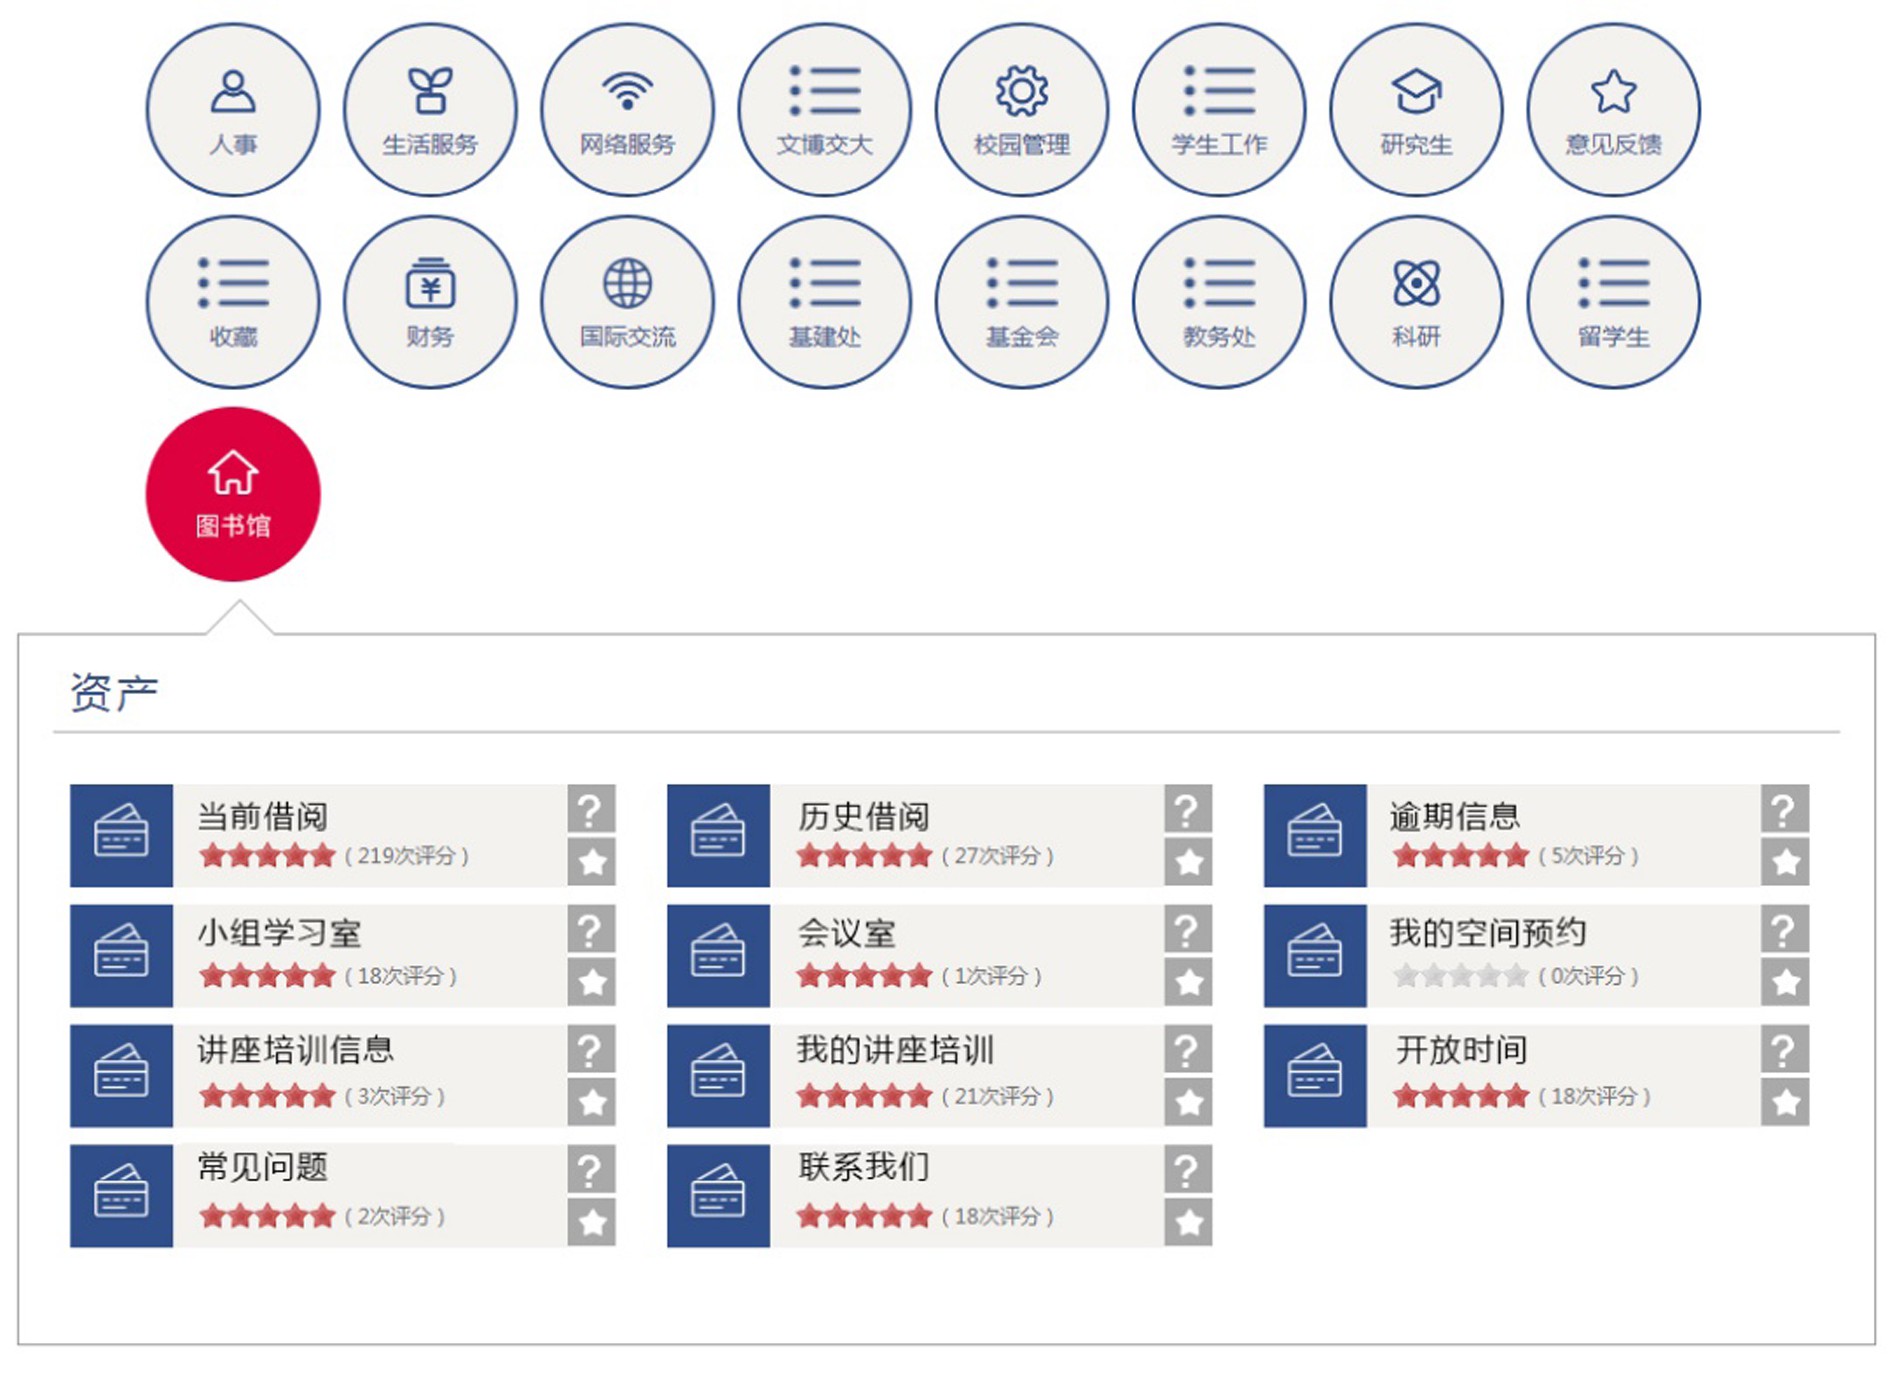 人事
生活服务
网络服务
文博交大
校园管理
学生工作
研究生
意见反馈
收藏
¥
财务
国际交流
基建处
基金会
教务处
科研
留学生
图书馆
资产
当前借阅
?
(219次评分)
历史借阅
?
(27次评分)
逾期信息
?
(5次评分)
小组学习室
?
(18次评分)
会议室
?
(1次评分)
我的空间预约
?
(0次评分)
讲座培训信息
?
(3次评分)
我的讲座培训
?
(21次评分)
开放时间
?
(18次评分)
常见问题
?
(2次评分)
联系我们
?
(18次评分)